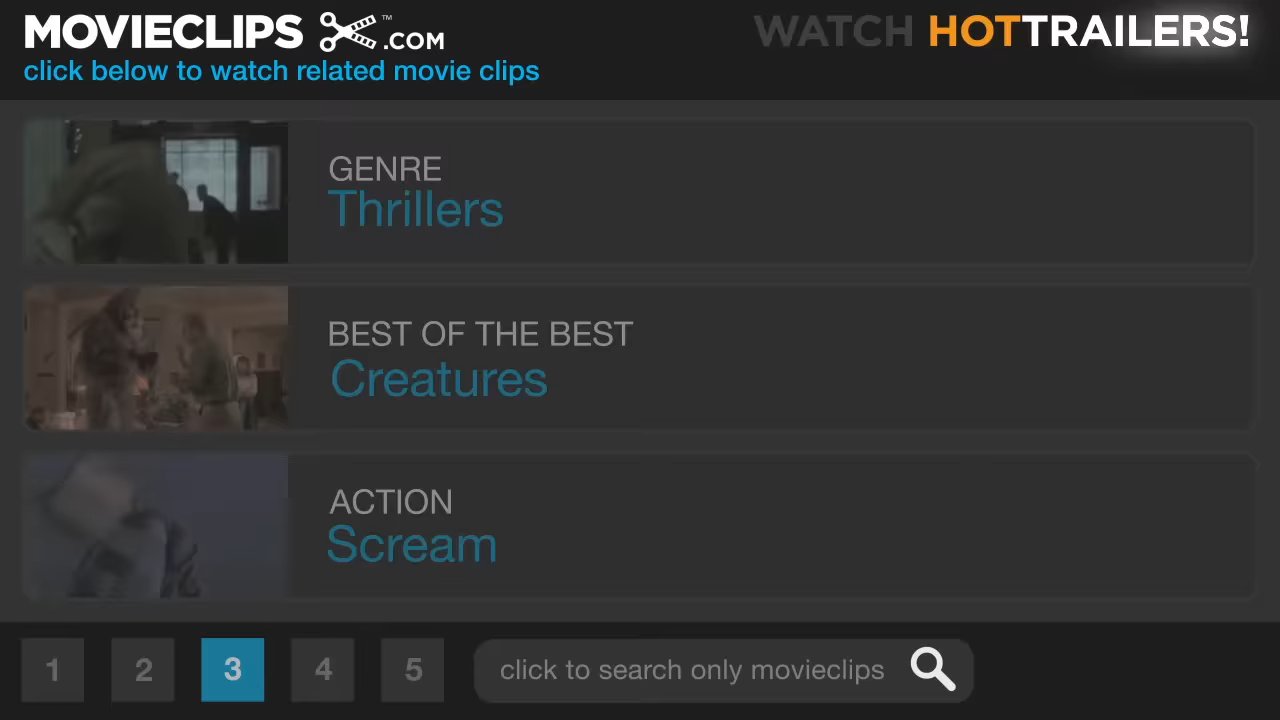 MOVIECLIPS ™ .COM
WATCH HOTTRAILERS!
click below to watch related movie clips
GENRE
Thrillers
BEST OF THE BEST
Creatures
ACTION
Scream
1 2 3 4 5 click to search only movieclips